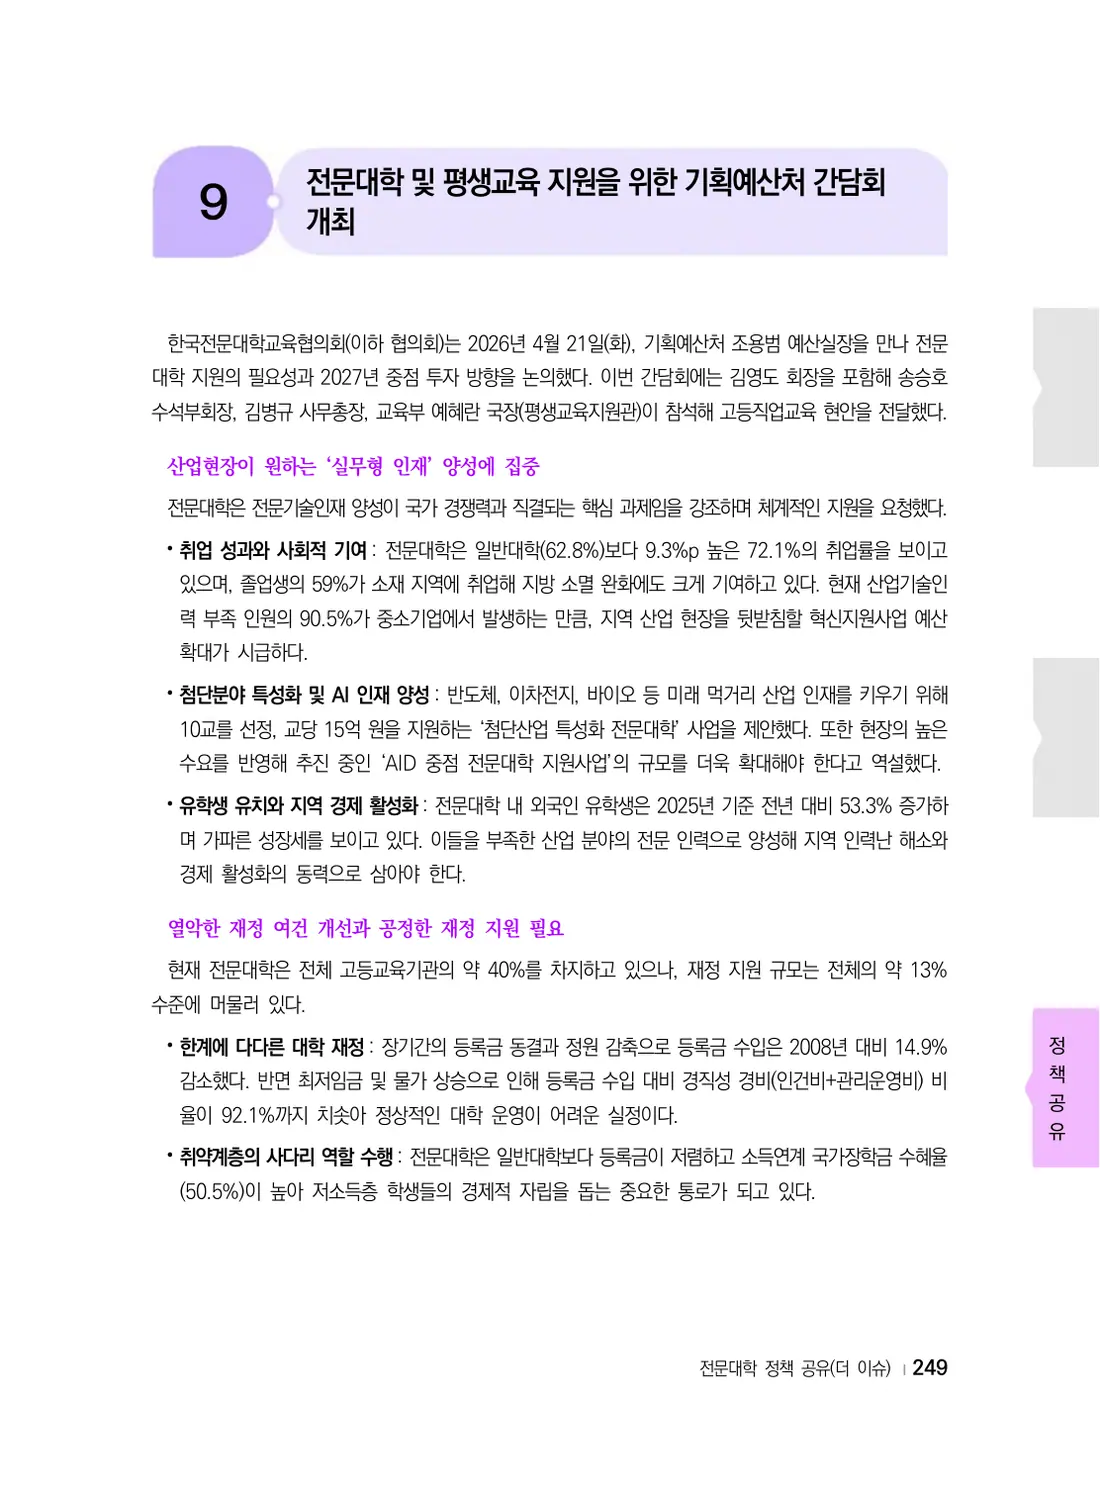 9
전문대학 및 평생교육 지원을 위한 기획예산처 간담회
개최
한국전문대학교육협의회(이하 협의회)는 2026년 4월 21일(화), 기획예산처 조용범 예산실장을 만나 전문
대학 지원의 필요성과 2027년 중점 투자 방향을 논의했다. 이번 간담회에는 김영도 회장을 포함해 송승호
수석부회장, 김병규 사무총장, 교육부 예혜란 국장(평생교육지원관)이 참석해 고등직업교육 현안을 전달했다.
산업현장이 원하는 ‘실무형 인재’ 양성에 집중
전문대학은 전문기술인재 양성이 국가 경쟁력과 직결되는 핵심 과제임을 강조하며 체계적인 지원을 요청했다.
• 취업 성과와 사회적 기여 : 전문대학은 일반대학(62.8%)보다 9.3%p 높은 72.1%의 취업률을 보이고
있으며, 졸업생의 59%가 소재 지역에 취업해 지방 소멸 완화에도 크게 기여하고 있다. 현재 산업기술인
력 부족 인원의 90.5%가 중소기업에서 발생하는 만큼, 지역 산업 현장을 뒷받침할 혁신지원사업 예산
확대가 시급하다.
• 첨단분야 특성화 및 AI 인재 양성 : 반도체, 이차전지, 바이오 등 미래 먹거리 산업 인재를 키우기 위해
10교를 선정, 교당 15억 원을 지원하는 ‘첨단산업 특성화 전문대학’ 사업을 제안했다. 또한 현장의 높은
수요를 반영해 추진 중인 ‘AID 중점 전문대학 지원사업’의 규모를 더욱 확대해야 한다고 역설했다.
• 유학생 유치와 지역 경제 활성화 : 전문대학 내 외국인 유학생은 2025년 기준 전년 대비 53.3% 증가하
며 가파른 성장세를 보이고 있다. 이들을 부족한 산업 분야의 전문 인력으로 양성해 지역 인력난 해소와
경제 활성화의 동력으로 삼아야 한다.
열악한 재정 여건 개선과 공정한 재정 지원 필요
현재 전문대학은 전체 고등교육기관의 약 40%를 차지하고 있으나, 재정 지원 규모는 전체의 약 13%
수준에 머물러 있다.
• 한계에 다다른 대학 재정 : 장기간의 등록금 동결과 정원 감축으로 등록금 수입은 2008년 대비 14.9%
감소했다. 반면 최저임금 및 물가 상승으로 인해 등록금 수입 대비 경직성 경비(인건비+관리운영비) 비
율이 92.1%까지 치솟아 정상적인 대학 운영이 어려운 실정이다.
• 취약계층의 사다리 역할 수행 : 전문대학은 일반대학보다 등록금이 저렴하고 소득연계 국가장학금 수혜율
(50.5%)이 높아 저소득층 학생들의 경제적 자립을 돕는 중요한 통로가 되고 있다.
정
책
공
유
전문대학 정책 공유(더 이슈) | 249